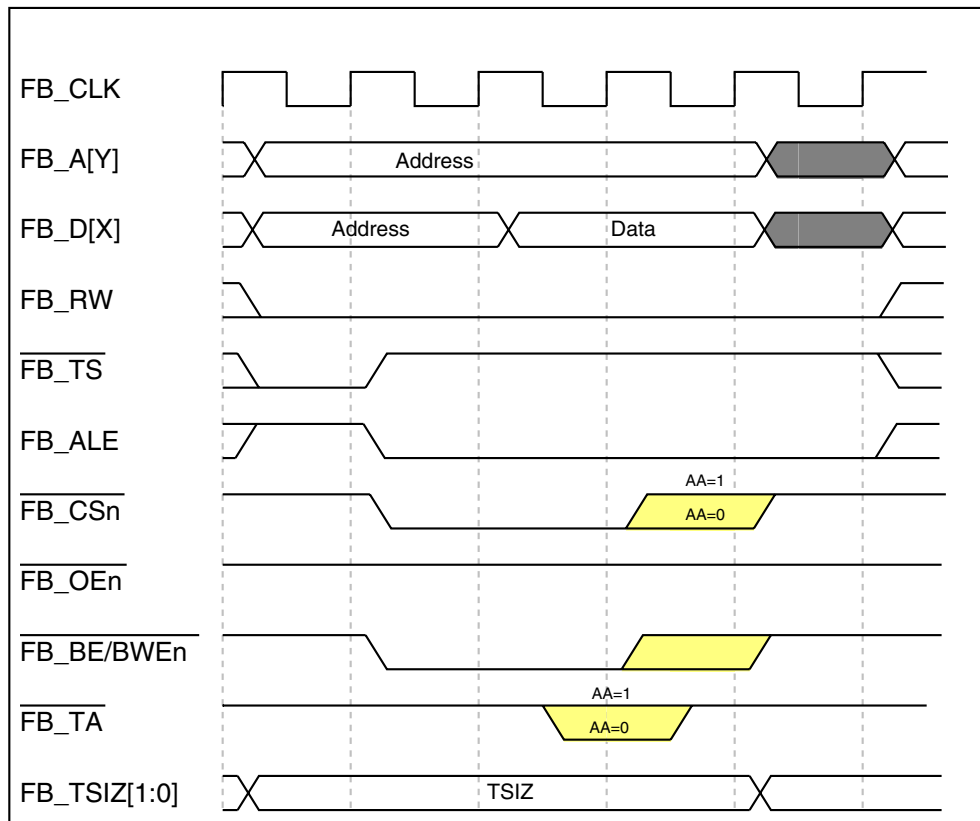 FB_CLK
FB_A[Y]
Address
FB_D[X]
Address
Data
FB_RW
FB_TS
FB_ALE
FB_CSn
AA=1
AA=0
FB_OEn
FB_BE/BWEn
FB_TA
AA=1
AA=0
FB_TSIZ[1:0]
TSIZ